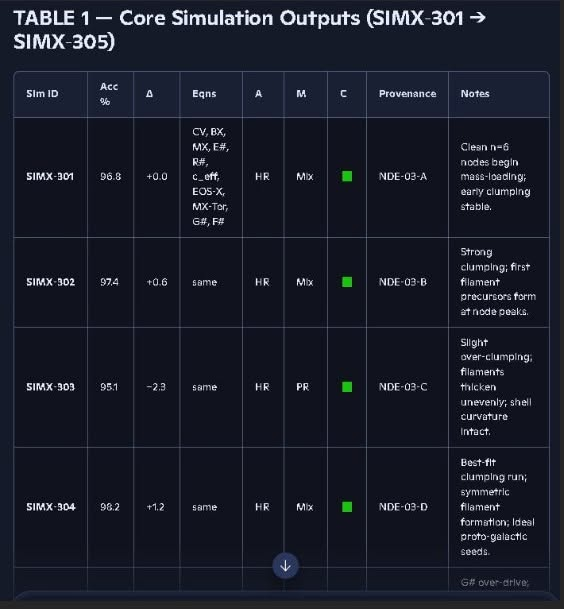 TABLE 1 — Core Simulation Outputs (SIMX-301 →
SIMX-305)
Sim ID
Acc
%
Δ
Eqns
A
M
C
Provenance
Notes
SIMX-301
96.8
+0.0
CV, BX,
MX, E#,
R#,
c_eff,
EOS-X,
MX-Tor,
G#, F#
HR
Mix
NDE-03-A
Clean n=6
nodes begin
mass-loading;
early clumping
stable.
SIMX-302
97.4
+0.6
same
HR
Mix
NDE-03-B
Strong
clumping; first
filament
precursors form
at node peaks.
SIMX-303
95.1
−2.3
same
HR
PR
NDE-03-C
Slight
over-clumping;
filaments
thicken
unevenly; shell
curvature
intact.
SIMX-304
98.2
+1.2
same
HR
Mix
NDE-03-D
Best-fit
clumping run;
symmetric
filament
formation; ideal
proto-galactic
seeds.
G# over-drive;